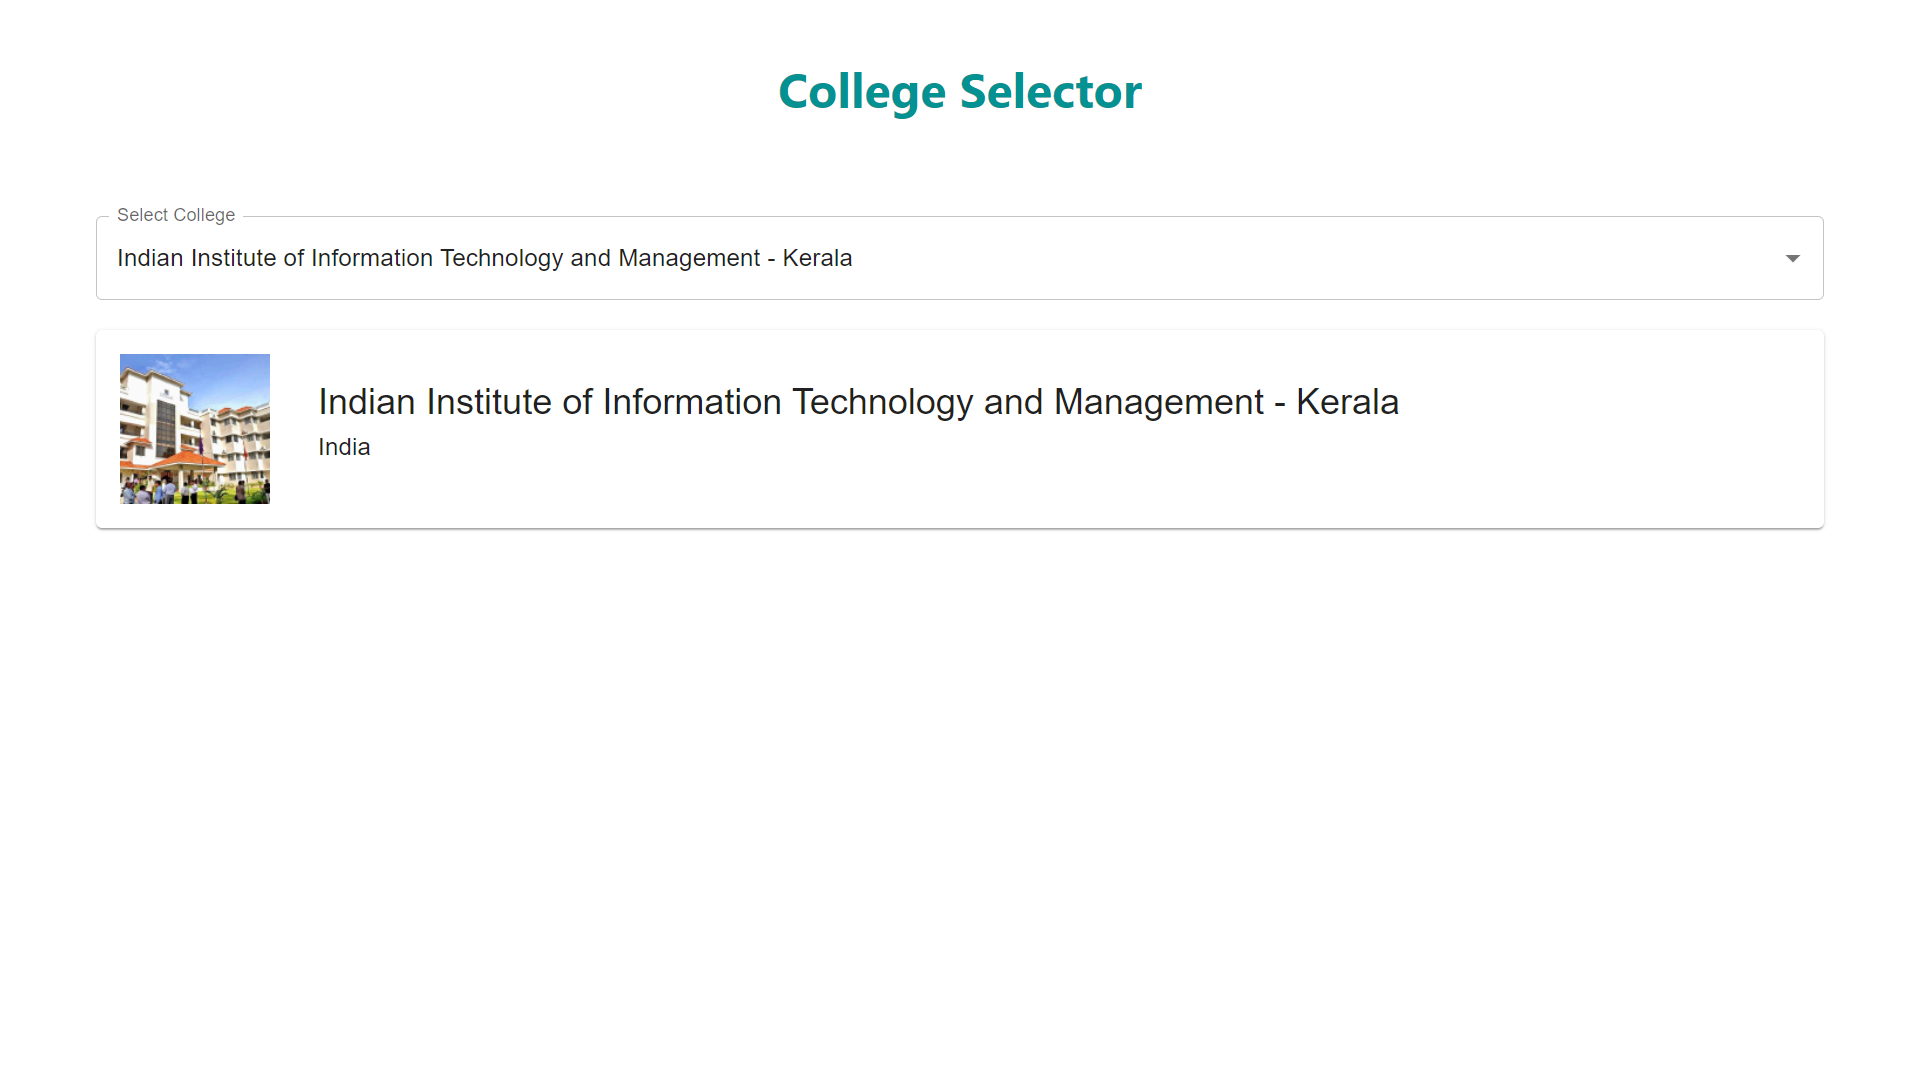 College Selector
Select College
Indian Institute of Information Technology and Management - Kerala
Indian Institute of Information Technology and Management - Kerala
India